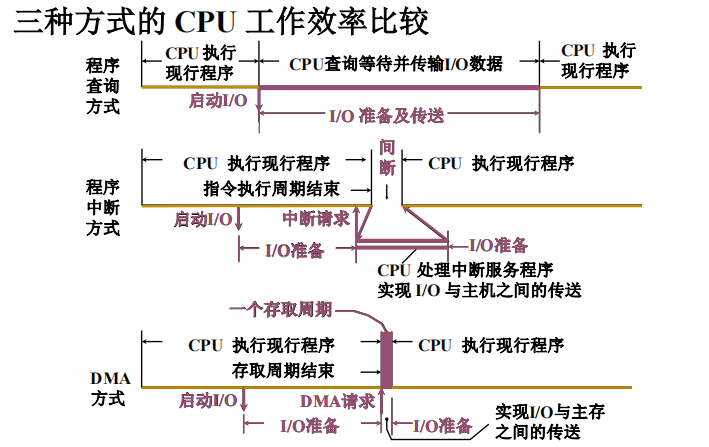 三种方式的 CPU 工作效率比较
程序
查询
方式
CPU 执行
现行程序
CPU查询等待并传输I/O数据
CPU 执行
现行程序
启动I/O
I/O 准备及传送
程序
中断
方式
CPU 执行现行程序
间
断
CPU 执行现行程序
指令执行周期结束
启动I/O
中断请求
I/O准备
I/O准备
CPU 处理中断服务程序
实现 I/O 与主机之间的传送
一个存取周期
DMA
方式
CPU 执行现行程序
CPU 执行现行程序
存取周期结束
启动I/O
DMA请求
I/O准备
I/O准备
实现I/O与主存
之间的传送